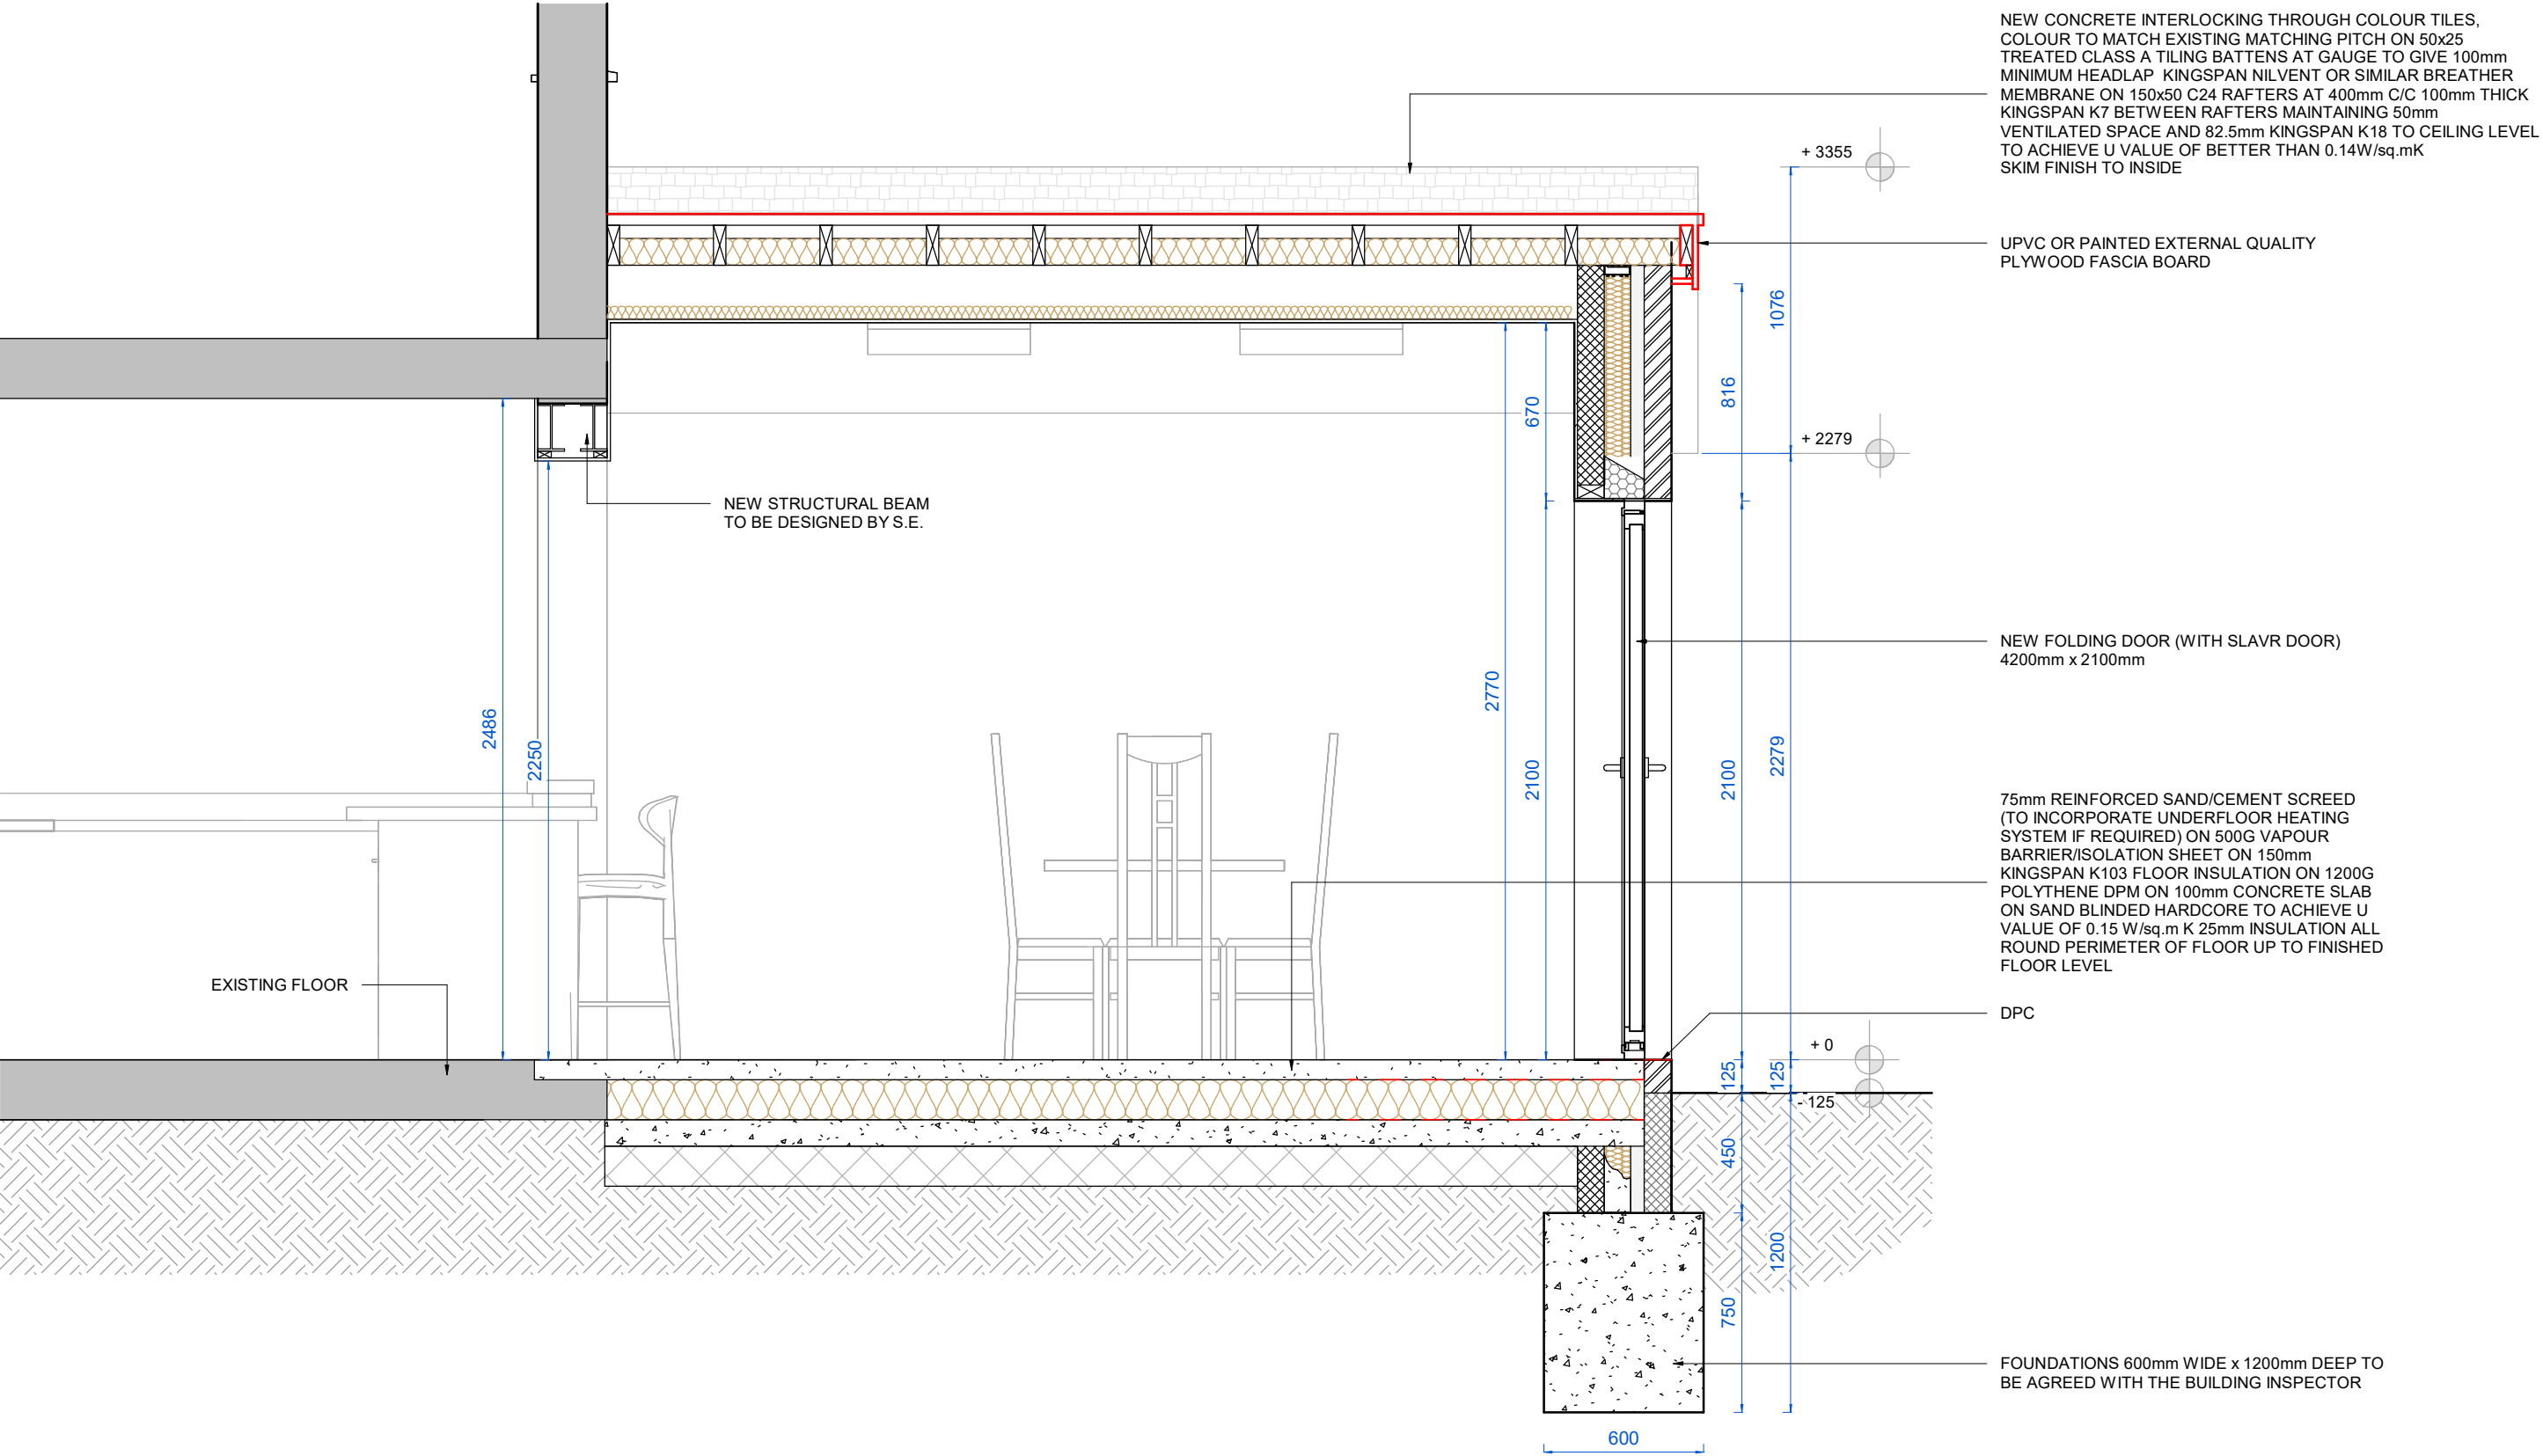 NEW CONCRETE INTERLOCKING THROUGH COLOUR TILES,
COLOUR TO MATCH EXISTING MATCHING PITCH ON 50x25
TREATED CLASS A TILING BATTENS AT GAUGE TO GIVE 100mm
MINIMUM HEADLAP KINGSPAN NILVENT OR SIMILAR BREATHER
MEMBRANE ON 150x50 C24 RAFTERS AT 400mm C/C 100mm THICK
KINGSPAN K7 BETWEEN RAFTERS MAINTAINING 50mm
VENTILATED SPACE AND 82.5mm KINGSPAN K18 TO CEILING LEVEL
TO ACHIEVE U VALUE OF BETTER THAN 0.14W/sq.mK
SKIM FINISH TO INSIDE
+ 3355
UPVC OR PAINTED EXTERNAL QUALITY
PLYWOOD FASCIA BOARD
1076
816
670
+ 2279
NEW STRUCTURAL BEAM
TO BE DESIGNED BY S.E.
NEW FOLDING DOOR (WITH SLAVR DOOR)
4200mm x 2100mm
2486
2250
2770
2100
2100
2279
75mm REINFORCED SAND/CEMENT SCREED
(TO INCORPORATE UNDERFLOOR HEATING
SYSTEM IF REQUIRED) ON 500G VAPOUR
BARRIER/ISOLATION SHEET ON 150mm
KINGSPAN K103 FLOOR INSULATION ON 1200G
POLYTHENE DPM ON 100mm CONCRETE SLAB
ON SAND BLINDED HARDCORE TO ACHIEVE U
VALUE OF 0.15 W/sq.m K 25mm INSULATION ALL
ROUND PERIMETER OF FLOOR UP TO FINISHED
FLOOR LEVEL
EXISTING FLOOR
DPC
+ 0
125
125
- 125
450
1200
750
FOUNDATIONS 600mm WIDE x 1200mm DEEP TO
BE AGREED WITH THE BUILDING INSPECTOR
600